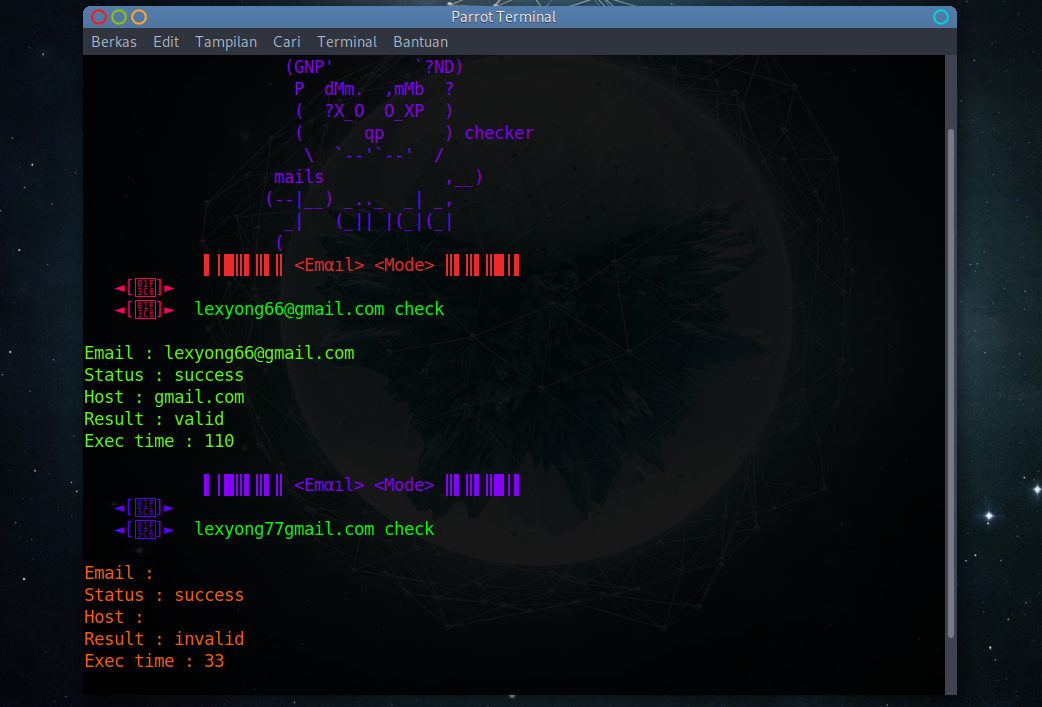 Parrot Terminal
Berkas Edit Tampilan Cari Terminal Bantuan
(GNP' `?ND)
P dMm. ,mMb ?
( ?X_O O_XP )
( qp ) checker
\ `--'`--' /
mails ,__)
(--|__) _.._ _| _,
_| (_|| |(_|(_|
(
<Emαıl> <Mode>
◄[🏆]►
◄[🏆]► lexyong66@gmail.com check
Email : lexyong66@gmail.com
Status : success
Host : gmail.com
Result : valid
Exec time : 110
<Emαıl> <Mode>
◄[🏆]►
◄[🏆]► lexyong77gmail.com check
Email :
Status : success
Host :
Result : invalid
Exec time : 33